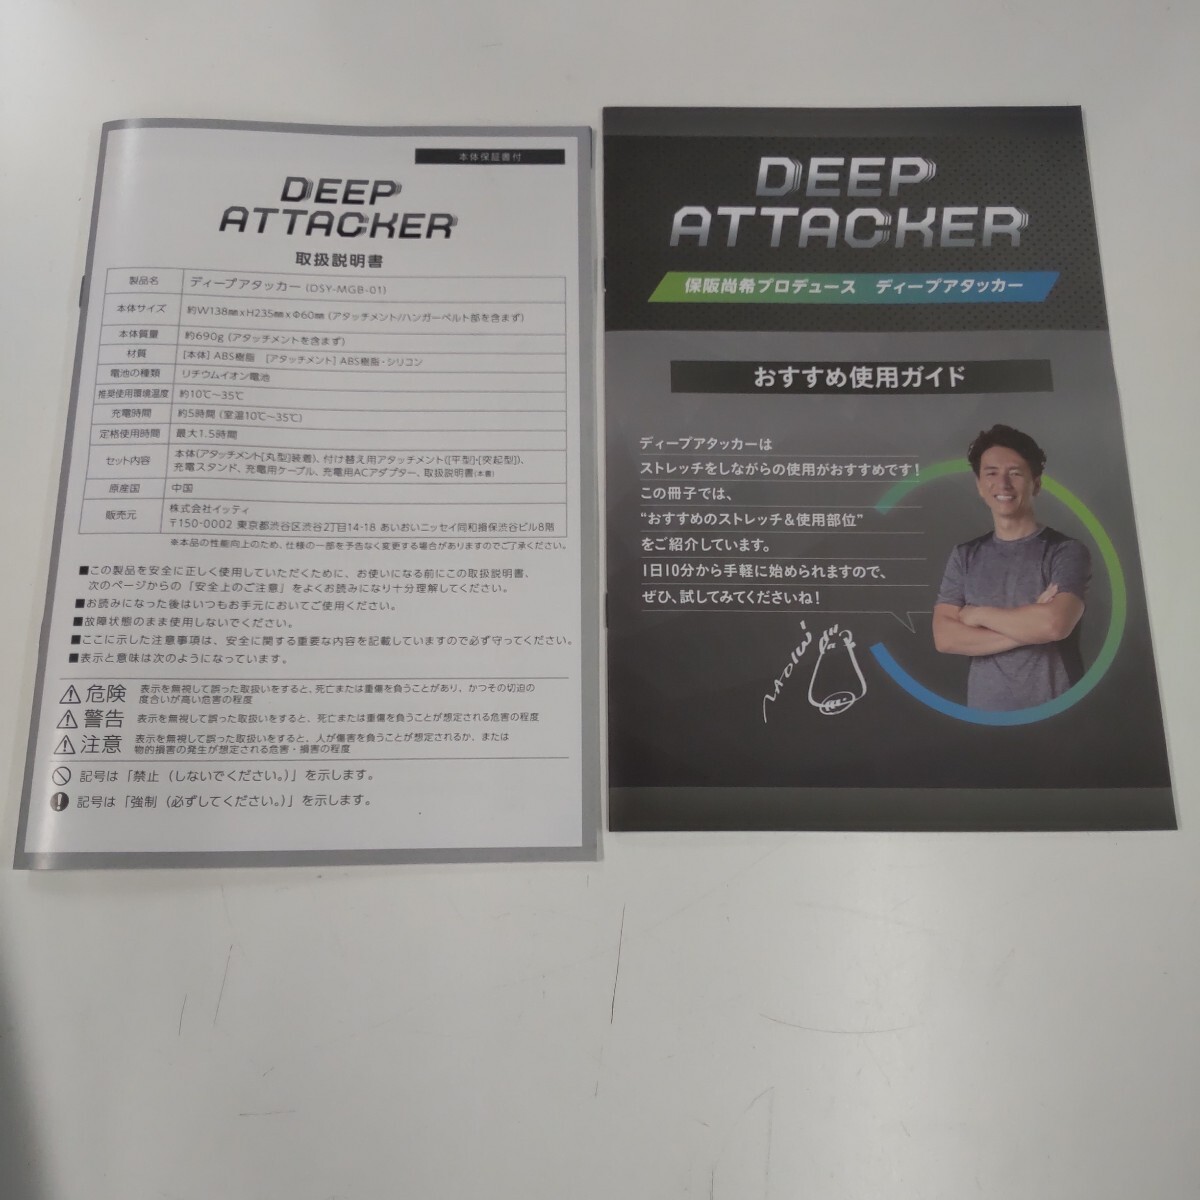 本体保証書付
DEEP
ATTACKER
取扱説明書
製品名 ディープアタッカー (DSY-MGB-01)
本体サイズ 約W138㎜xH235㎜xΦ60㎜ (アタッチメント/ハンガーベルト部を含まず)
本体質量 約690g (アタッチメントを含まず)
材質 [本体] ABS樹脂 [アタッチメント] ABS樹脂・シリコン
電池の種類 リチウムイオン電池
推奨使用環境温度 約10℃～35℃
充電時間 約5時間 (室温10℃～35℃)
定格使用時間 最大1.5時間
セット内容 本体(アタッチメント[丸型]装着)、付け替え用アタッチメント([平型]・[突起型])、
充電スタンド、充電用ケーブル、充電用ACアダプター、取扱説明書(本書)
原産国 中国
販売元 株式会社イッティ
〒150-0002 東京都渋谷区渋谷2丁目14-18 あいおいニッセイ同和損保渋谷ビル8階
※本品の性能向上のため、仕様の一部を予告なく変更する場合がありますのでご了承ください。
■この製品を安全に正しく使用していただくために、お使いになる前にこの取扱説明書、
次のページからの「安全上のご注意」をよくお読みになり十分理解してください。
■お読みになった後はいつもお手元においてご使用ください。
■故障状態のまま使用しないでください。
■ここに示した注意事項は、安全に関する重要な内容を記載していますので必ず守ってください。
■表示と意味は次のようになっています。
危険 表示を無視して誤った取扱いをすると、死亡または重傷を負うことがあり、かつその切迫の
度合いが高い危害の程度
警告 表示を無視して誤った取扱いをすると、死亡または重傷を負うことが想定される危害の程度
注意 表示を無視して誤った取扱いをすると、人が傷害を負うことが想定されるか、または
物的損害の発生が想定される危害・損害の程度
記号は「禁止 (しないでください。)」を示します。
記号は「強制 (必ずしてください。)」を示します。
DEEP
ATTACKER
保阪尚希プロデュース ディープアタッカー
おすすめ使用ガイド
ディープアタッカーは
ストレッチをしながらの使用がおすすめです!
この冊子では、
“おすすめのストレッチ&使用部位”
をご紹介しています。
1日10分から手軽に始められますので、
ぜひ、試してみてくださいね!